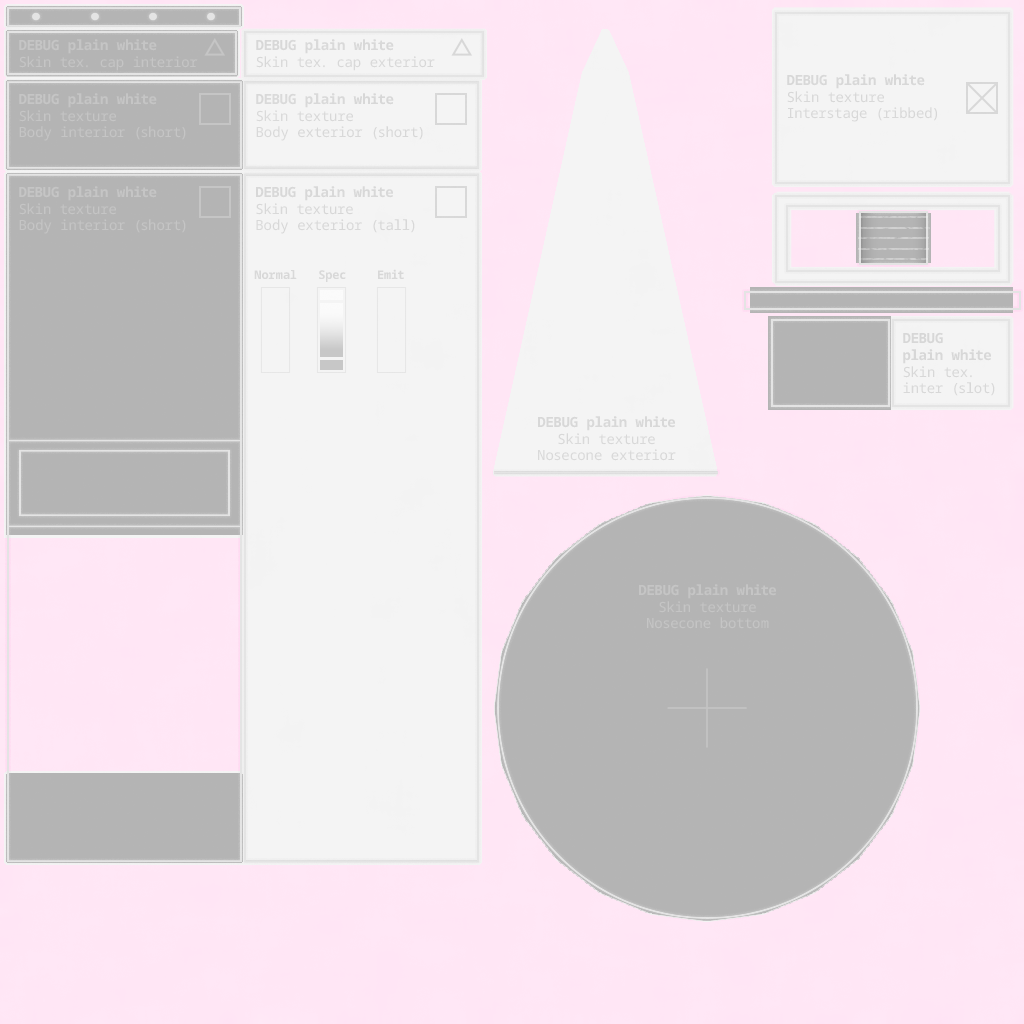 DEBUG plain white
Skin tex. cap interior
DEBUG plain white
Skin tex. cap exterior
DEBUG plain white
Skin texture
Body interior (short)
DEBUG plain white
Skin texture
Body exterior (short)
DEBUG plain white
Skin texture
Body interior (short)
DEBUG plain white
Skin texture
Body exterior (tall)
Normal Spec Emit
DEBUG plain white
Skin texture
Nosecone exterior
DEBUG plain white
Skin texture
Interstage (ribbed)
DEBUG
plain white
Skin tex.
inter (slot)
DEBUG plain white
Skin texture
Nosecone bottom